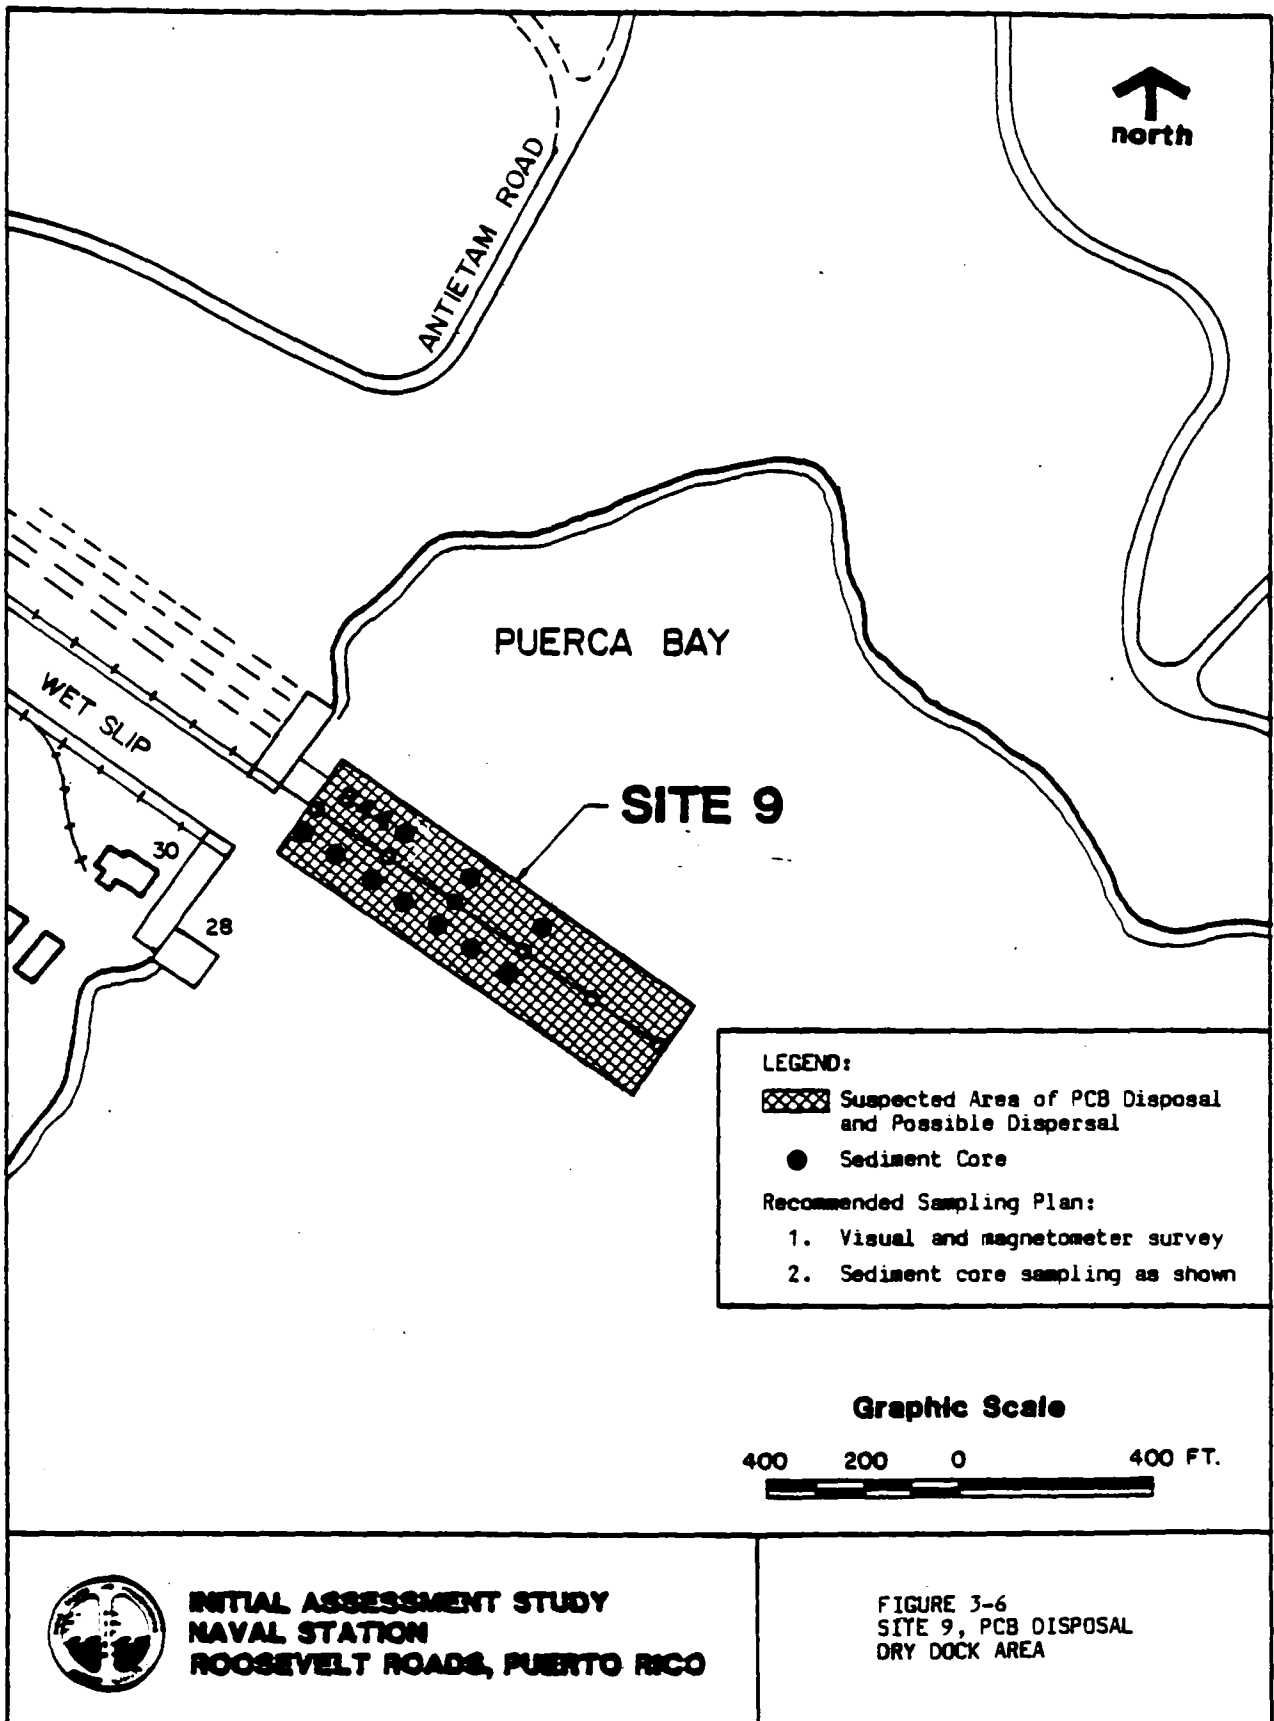 north
ANTIETAM ROAD
PUERCA BAY
WET SLIP
SITE 9
30
28
LEGEND:
Suspected Area of PCB Disposal
and Possible Dispersal
Sediment Core
Recommended Sampling Plan:
1. Visual and magnetometer survey
2. Sediment core sampling as shown
Graphic Scale
400 200 0 400 FT.
INITIAL ASSESSMENT STUDY
NAVAL STATION
ROOSEVELT ROADS, PUERTO RICO
FIGURE 3-6
SITE 9, PCB DISPOSAL
DRY DOCK AREA